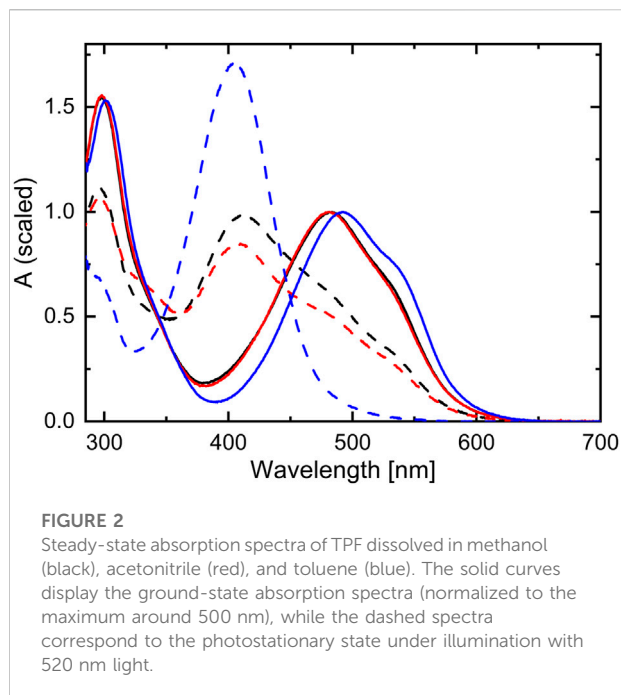 A (scaled)
1.5
1.0
0.5
0.0
300 400 500 600 700
Wavelength [nm]
FIGURE 2
Steady-state absorption spectra of TPF dissolved in methanol
(black), acetonitrile (red), and toluene (blue). The solid curves
display the ground-state absorption spectra (normalized to the
maximum around 500 nm), while the dashed spectra
correspond to the photostationary state under illumination with
520 nm light.